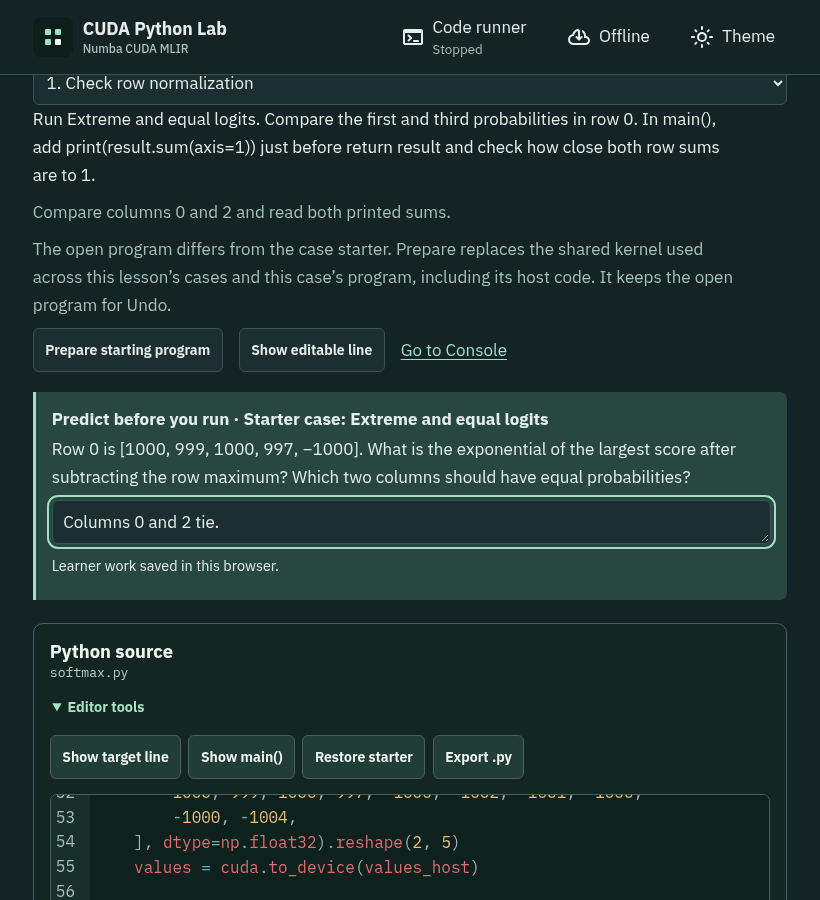 CUDA Python Lab
Numba CUDA MLIR
Code runner
Stopped
Offline
Theme
1. Check row normalization
Run Extreme and equal logits. Compare the first and third probabilities in row 0. In main(),
add print(result.sum(axis=1)) just before return result and check how close both row sums
are to 1.
Compare columns 0 and 2 and read both printed sums.
The open program differs from the case starter. Prepare replaces the shared kernel used
across this lesson’s cases and this case’s program, including its host code. It keeps the open
program for Undo.
Prepare starting program
Show editable line
Go to Console
Predict before you run · Starter case: Extreme and equal logits
Row 0 is [1000, 999, 1000, 997, −1000]. What is the exponential of the largest score after
subtracting the row maximum? Which two columns should have equal probabilities?
Columns 0 and 2 tie.
Learner work saved in this browser.
Python source
softmax.py
▼ Editor tools
Show target line
Show main()
Restore starter
Export .py
53 -1000, -1004,
54 ], dtype=np.float32).reshape(2, 5)
55 values = cuda.to_device(values_host)
56